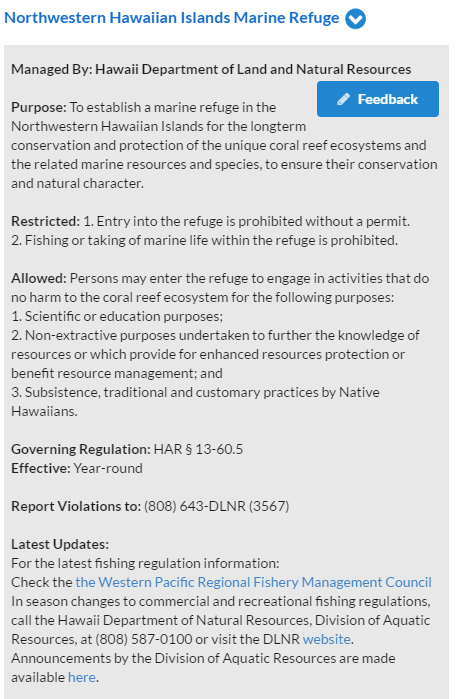 Northwestern Hawaiian Islands Marine Refuge
Managed By: Hawaii Department of Land and Natural Resources
Feedback
Purpose: To establish a marine refuge in the
Northwestern Hawaiian Islands for the longterm
conservation and protection of the unique coral reef ecosystems and
the related marine resources and species, to ensure their conservation
and natural character.
Restricted: 1. Entry into the refuge is prohibited without a permit.
2. Fishing or taking of marine life within the refuge is prohibited.
Allowed: Persons may enter the refuge to engage in activities that do
no harm to the coral reef ecosystem for the following purposes:
1. Scientific or education purposes;
2. Non-extractive purposes undertaken to further the knowledge of
resources or which provide for enhanced resources protection or
benefit resource management; and
3. Subsistence, traditional and customary practices by Native
Hawaiians.
Governing Regulation: HAR § 13-60.5
Effective: Year-round
Report Violations to: (808) 643-DLNR (3567)
Latest Updates:
For the latest fishing regulation information:
Check the the Western Pacific Regional Fishery Management Council
In season changes to commercial and recreational fishing regulations,
call the Hawaii Department of Natural Resources, Division of Aquatic
Resources, at (808) 587-0100 or visit the DLNR website.
Announcements by the Division of Aquatic Resources are made
available here.